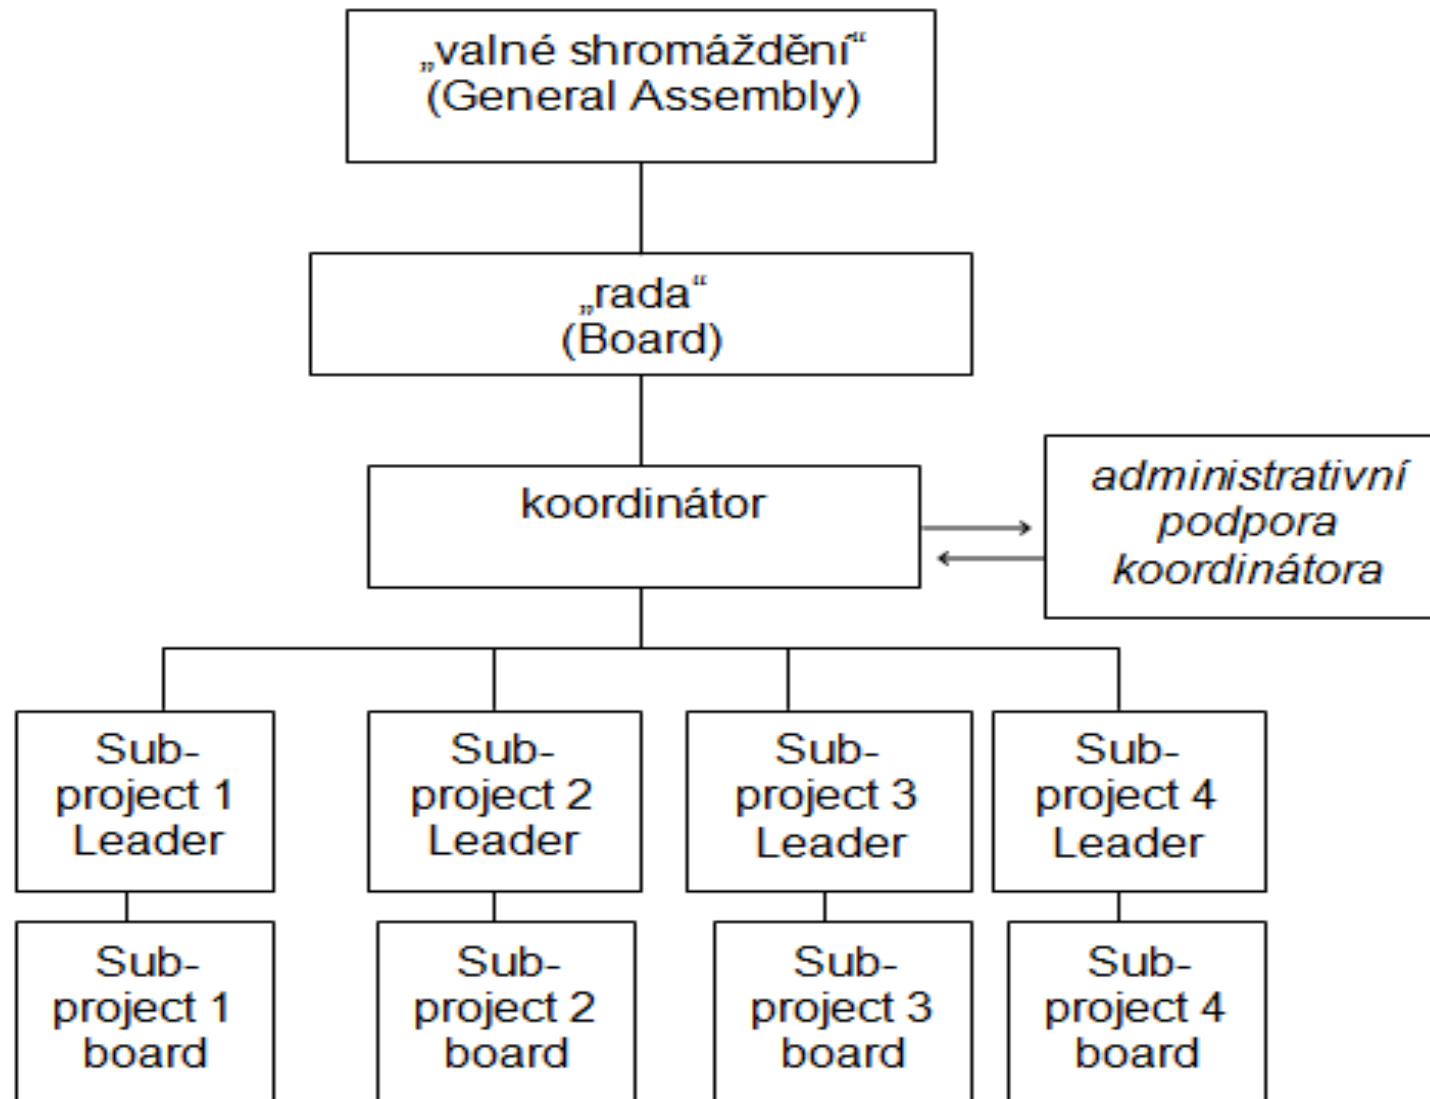 „valné shromáždění“
(General Assembly)
„rada“
(Board)
koordinátor
administrativní
podpora
koordinátora
Sub-
project 1
Leader
Sub-
project 2
Leader
Sub-
project 3
Leader
Sub-
project 4
Leader
Sub-
project 1
board
Sub-
project 2
board
Sub-
project 3
board
Sub-
project 4
board